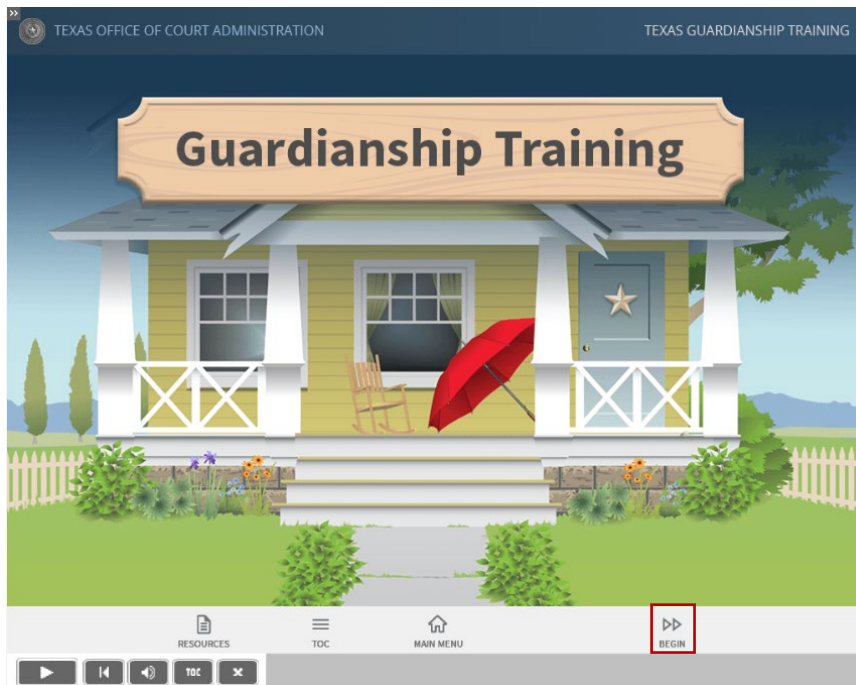 TEXAS OFFICE OF COURT ADMINISTRATION
TEXAS GUARDIANSHIP TRAINING
Guardianship Training
RESOURCES
TOC
MAIN MENU
BEGIN
TOC